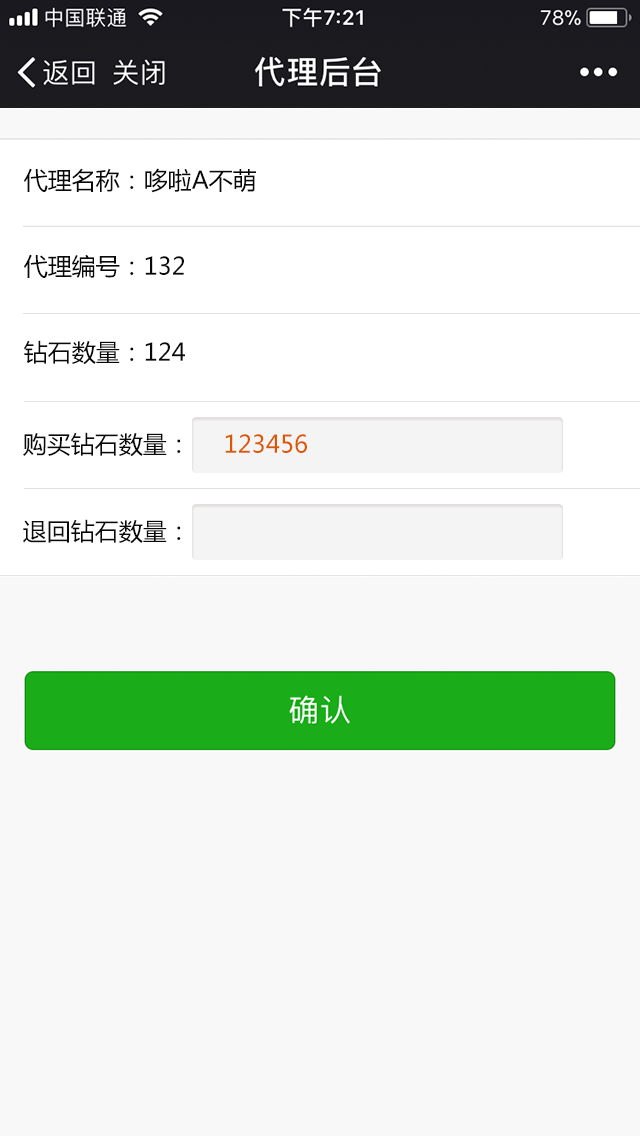 中国联通 下午7:21 78%
返回 关闭 代理后台
代理名称：哆啦A不萌
代理编号：132
钻石数量：124
购买钻石数量：123456
退回钻石数量：
确认